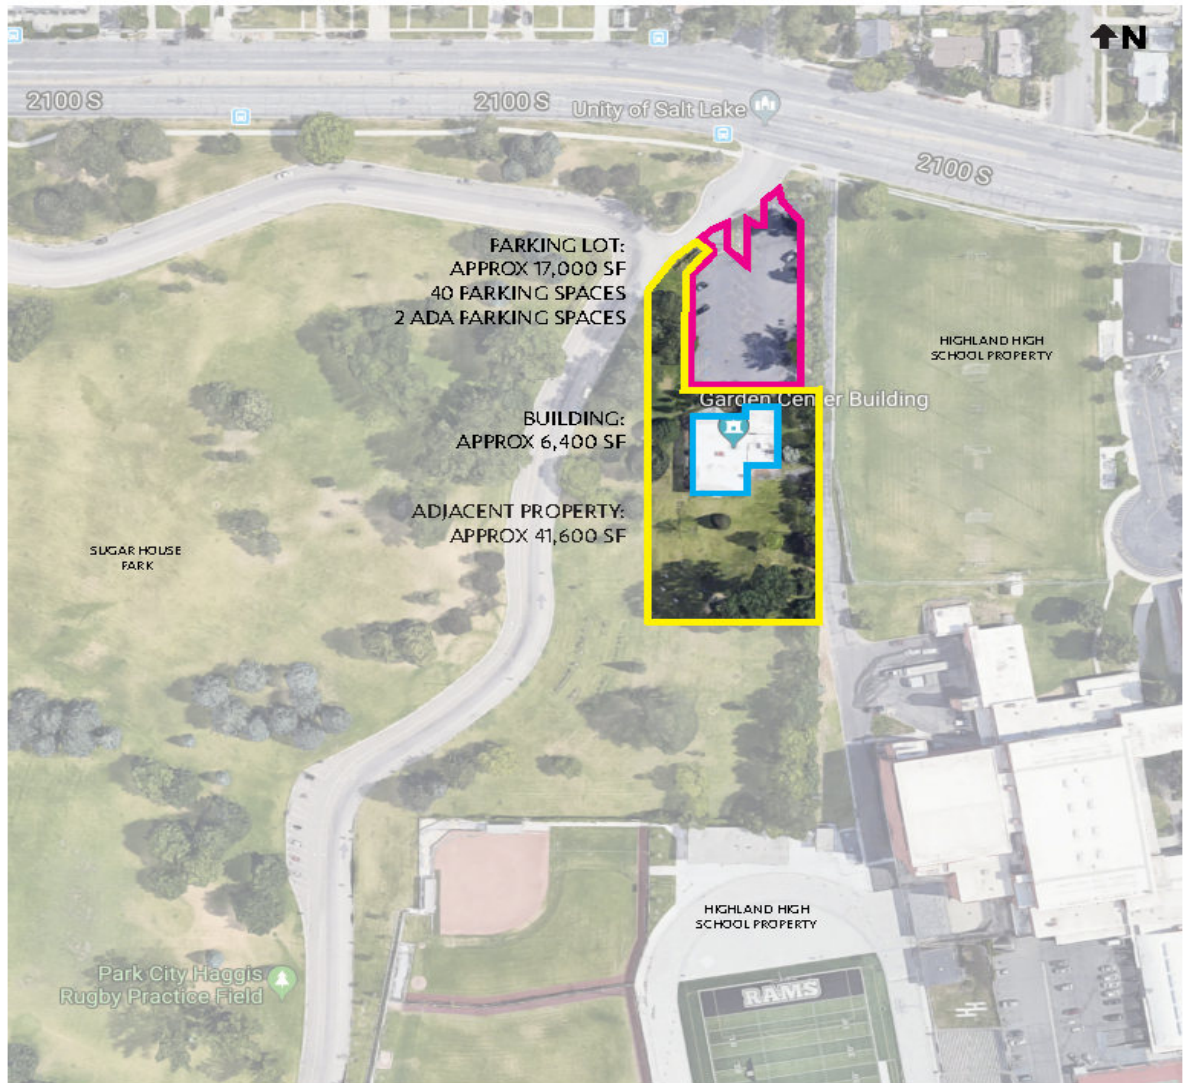 N
2100 S
2100 S
Unity of Salt Lake
2100 S
PARKING LOT:
APPROX 17,000 SF
40 PARKING SPACES
2 ADA PARKING SPACES
HIGHLAND HIGH
SCHOOL PROPERTY
Garden Center Building
BUILDING:
APPROX 6,400 SF
ADJACENT PROPERTY:
APPROX 41,600 SF
SUGAR HOUSE
PARK
HIGHLAND HIGH
SCHOOL PROPERTY
Park City Haggis
Rugby Practice Field
RAMS